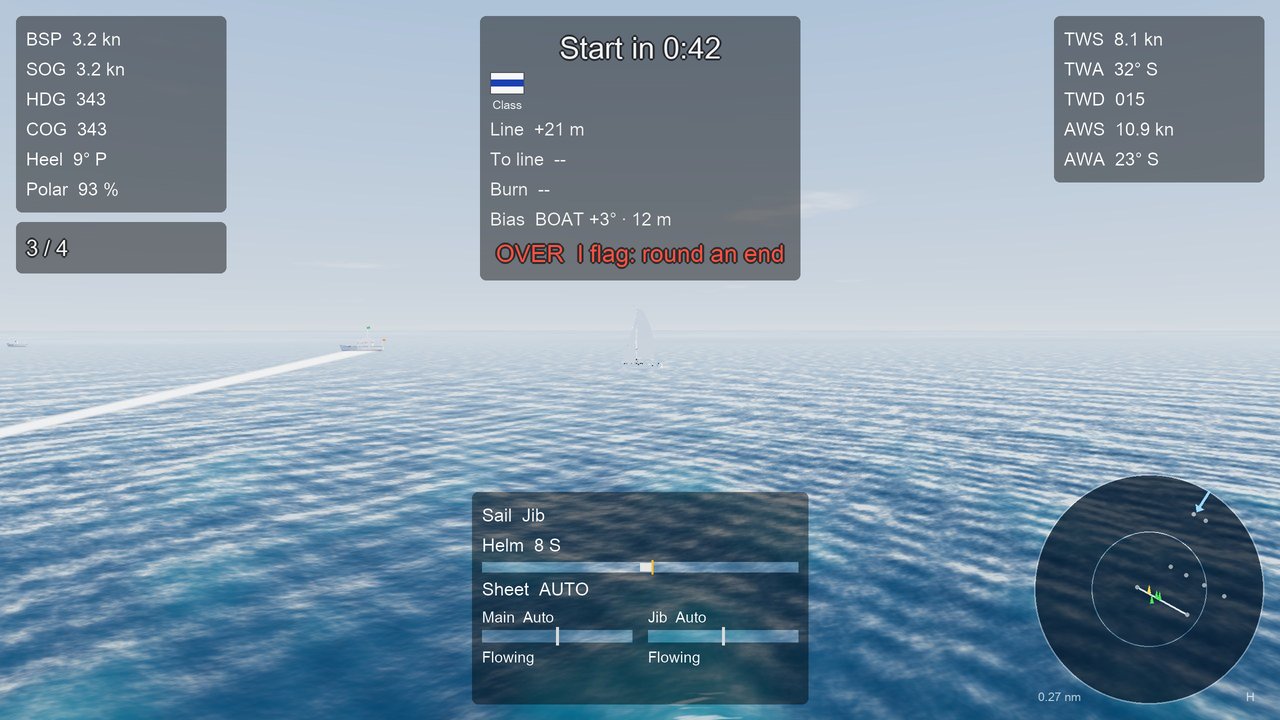 BSP 3.2 kn
SOG 3.2 kn
HDG 343
COG 343
Heel 9° P
Polar 93 %
3 / 4
Start in 0:42
Class
Line +21 m
To line --
Burn --
Bias BOAT +3° · 12 m
OVER I flag: round an end
TWS 8.1 kn
TWA 32° S
TWD 015
AWS 10.9 kn
AWA 23° S
Sail Jib
Helm 8 S
Sheet AUTO
Main Auto
Jib Auto
Flowing
Flowing
0.27 nm
H